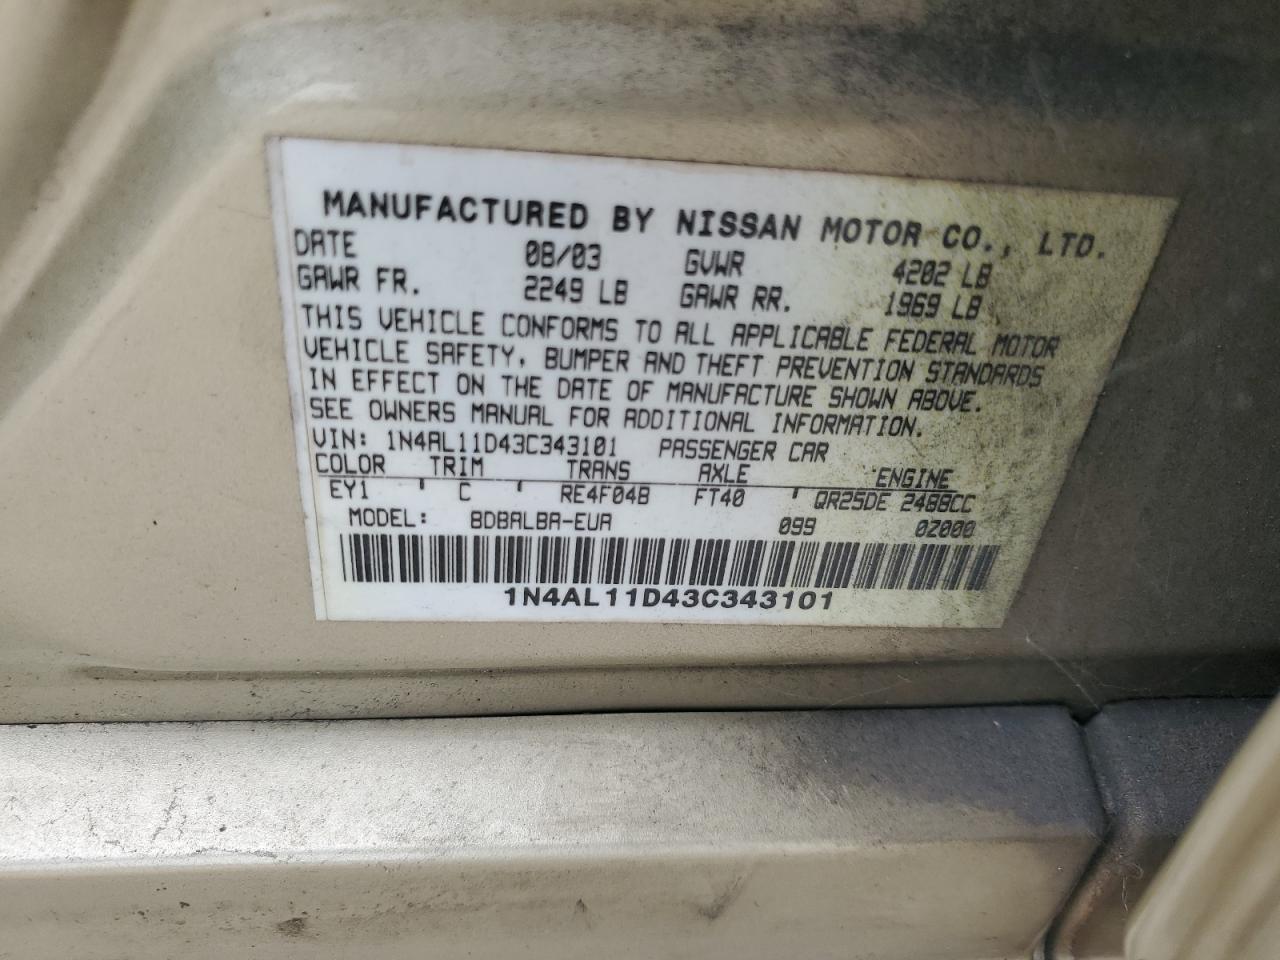 MANUFACTURED BY NISSAN MOTOR CO., LTD.
DATE 08/03 GVWR 4202 LB
GAWR FR. 2249 LB GAWR RR. 1969 LB
THIS VEHICLE CONFORMS TO ALL APPLICABLE FEDERAL MOTOR
VEHICLE SAFETY, BUMPER AND THEFT PREVENTION STANDARDS
IN EFFECT ON THE DATE OF MANUFACTURE SHOWN ABOVE.
SEE OWNERS MANUAL FOR ADDITIONAL INFORMATION.
VIN: 1N4AL11D43C343101 PASSENGER CAR
COLOR TRIM TRANS AXLE ENGINE
EY1 C RE4F04B FT40 QR25DE 2488CC
MODEL: BDBALBA-EUA 099 0Z000
1N4AL11D43C343101